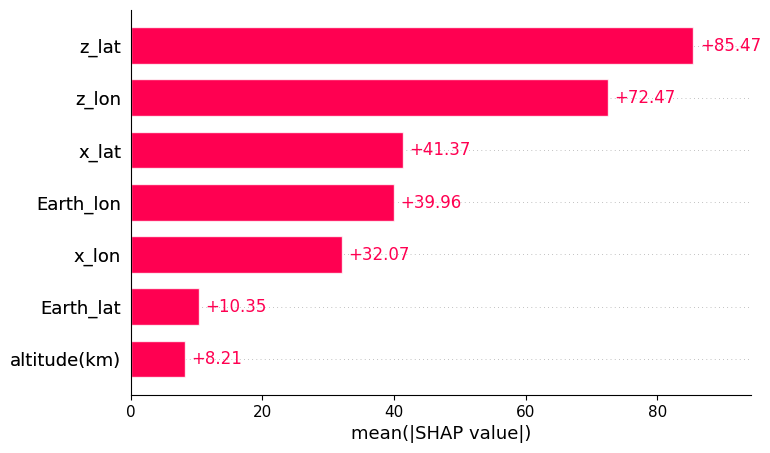 z_lat +85.47
z_lon +72.47
x_lat +41.37
Earth_lon +39.96
x_lon +32.07
Earth_lat +10.35
altitude(km) +8.21
0 20 40 60 80
mean(|SHAP value|)